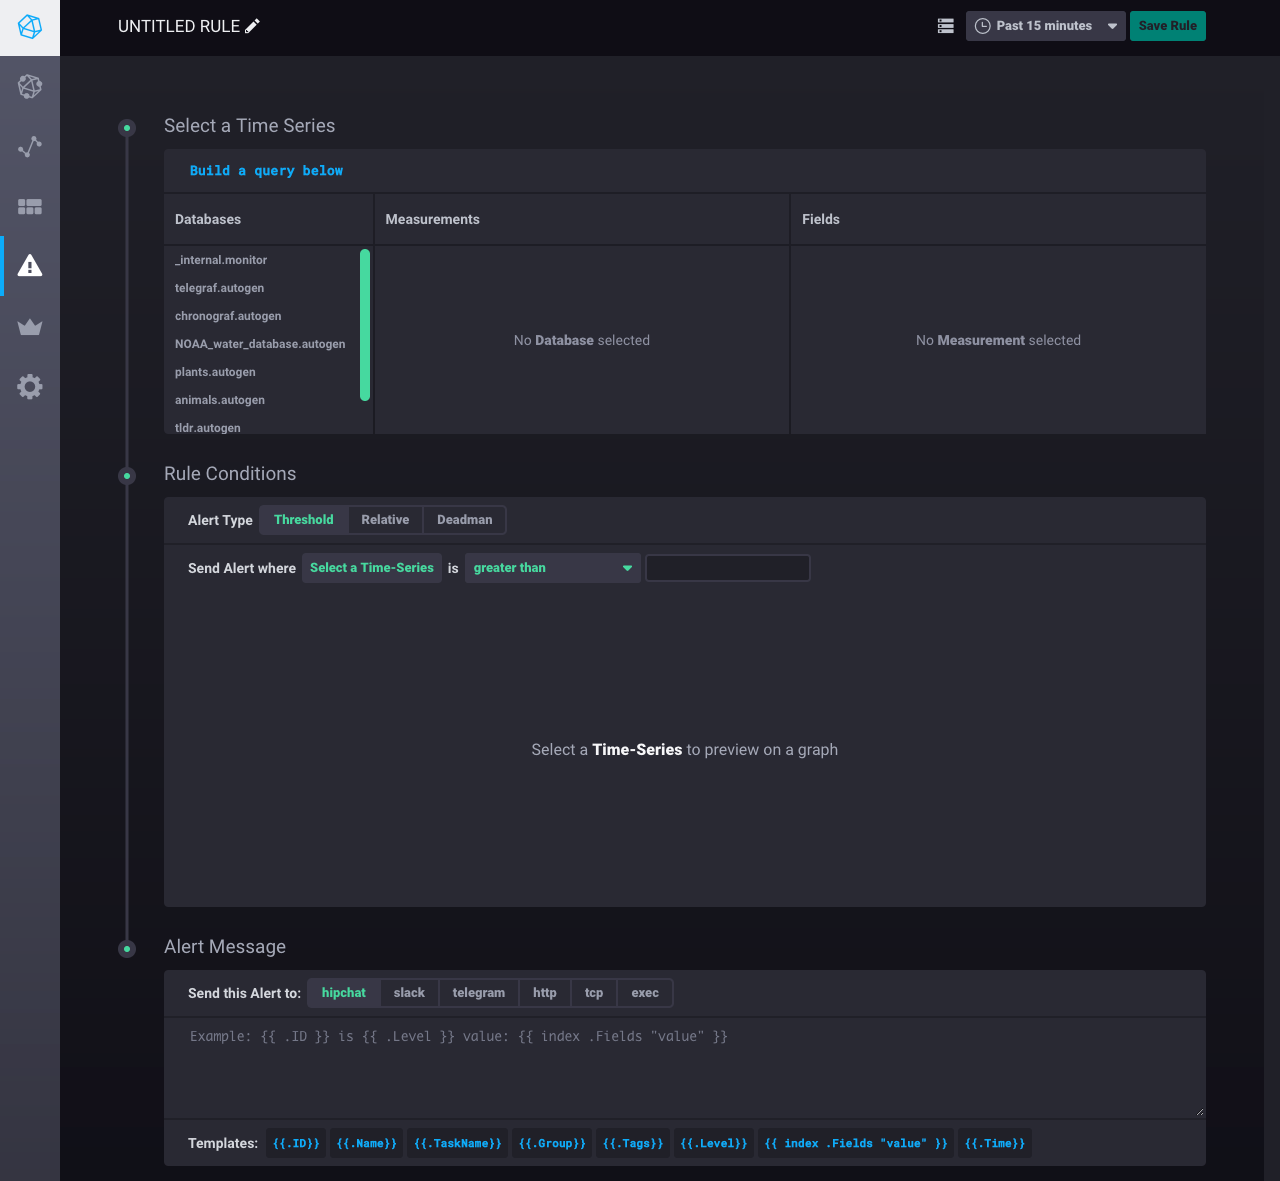 UNTITLED RULE
Past 15 minutes
Save Rule
Select a Time Series
Build a query below
Databases
Measurements
Fields
_internal.monitor
telegraf.autogen
chronograf.autogen
NOAA_water_database.autogen
plants.autogen
animals.autogen
tldr.autogen
No Database selected
No Measurement selected
Rule Conditions
Alert Type Threshold Relative Deadman
Send Alert where Select a Time-Series is greater than
Select a Time-Series to preview on a graph
Alert Message
Send this Alert to: hipchat slack telegram http tcp exec
Example: {{ .ID }} is {{ .Level }} value: {{ index .Fields "value" }}
Templates: {{.ID}} {{.Name}} {{.TaskName}} {{.Group}} {{.Tags}} {{.Level}} {{ index .Fields "value" }} {{.Time}}